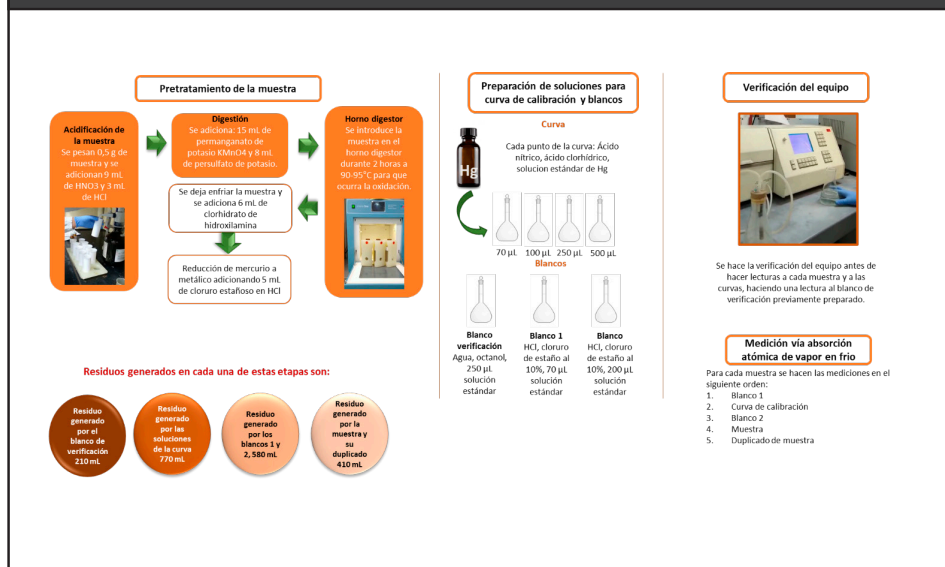 Pretratamiento de la muestra
Acidificación de
la muestra
Se pesan 0,5 g de
muestra y se
adicionan 9 mL
de HNO3 y 3 mL
de HCl
Digestión
Se adiciona: 15 mL de
permanganato de
potasio KMnO4 y 8 mL
de persulfato de potasio.
Horno digestor
Se introduce la
muestra en el
horno digestor
durante 2 horas a
90-95°C para que
ocurra la oxidación.
Se deja enfriar la muestra y
se adiciona 6 mL de
clorhidrato de
hidroxilamina
Reducción de mercurio a
metálico adicionando 5 mL
de cloruro estañoso en HCl
Residuos generados en cada una de estas etapas son:
Residuo
generado
por el
blanco de
verificación
210 mL
Residuo
generado
por las
soluciones
de la curva
770 mL
Residuo
generado
por los
blancos 1 y
2, 580 mL
Residuo
generado
por la
muestra y
su
duplicado
410 mL
Preparación de soluciones para
curva de calibración y blancos
Curva
Cada punto de la curva: Ácido
nítrico, ácido clorhídrico,
solucion estándar de Hg
Hg
70 µL 100 µL 250 µL 500 µL
Blancos
Blanco
verificación
Agua, octanol,
250 µL
solución
estándar
Blanco 1
HCl, cloruro
de estaño al
10%, 70 µL
solución
estándar
Blanco
HCl, cloruro
de estaño al
10%, 200 µL
solución
estándar
Verificación del equipo
Se hace la verificación del equipo antes de
hacer lecturas a cada muestra y a las
curvas, haciendo una lectura al blanco de
verificación previamente preparado.
Medición vía absorción
atómica de vapor en frio
Para cada muestra se hacen las mediciones en el
siguiente orden:
1. Blanco 1
2. Curva de calibración
3. Blanco 2
4. Muestra
5. Duplicado de muestra